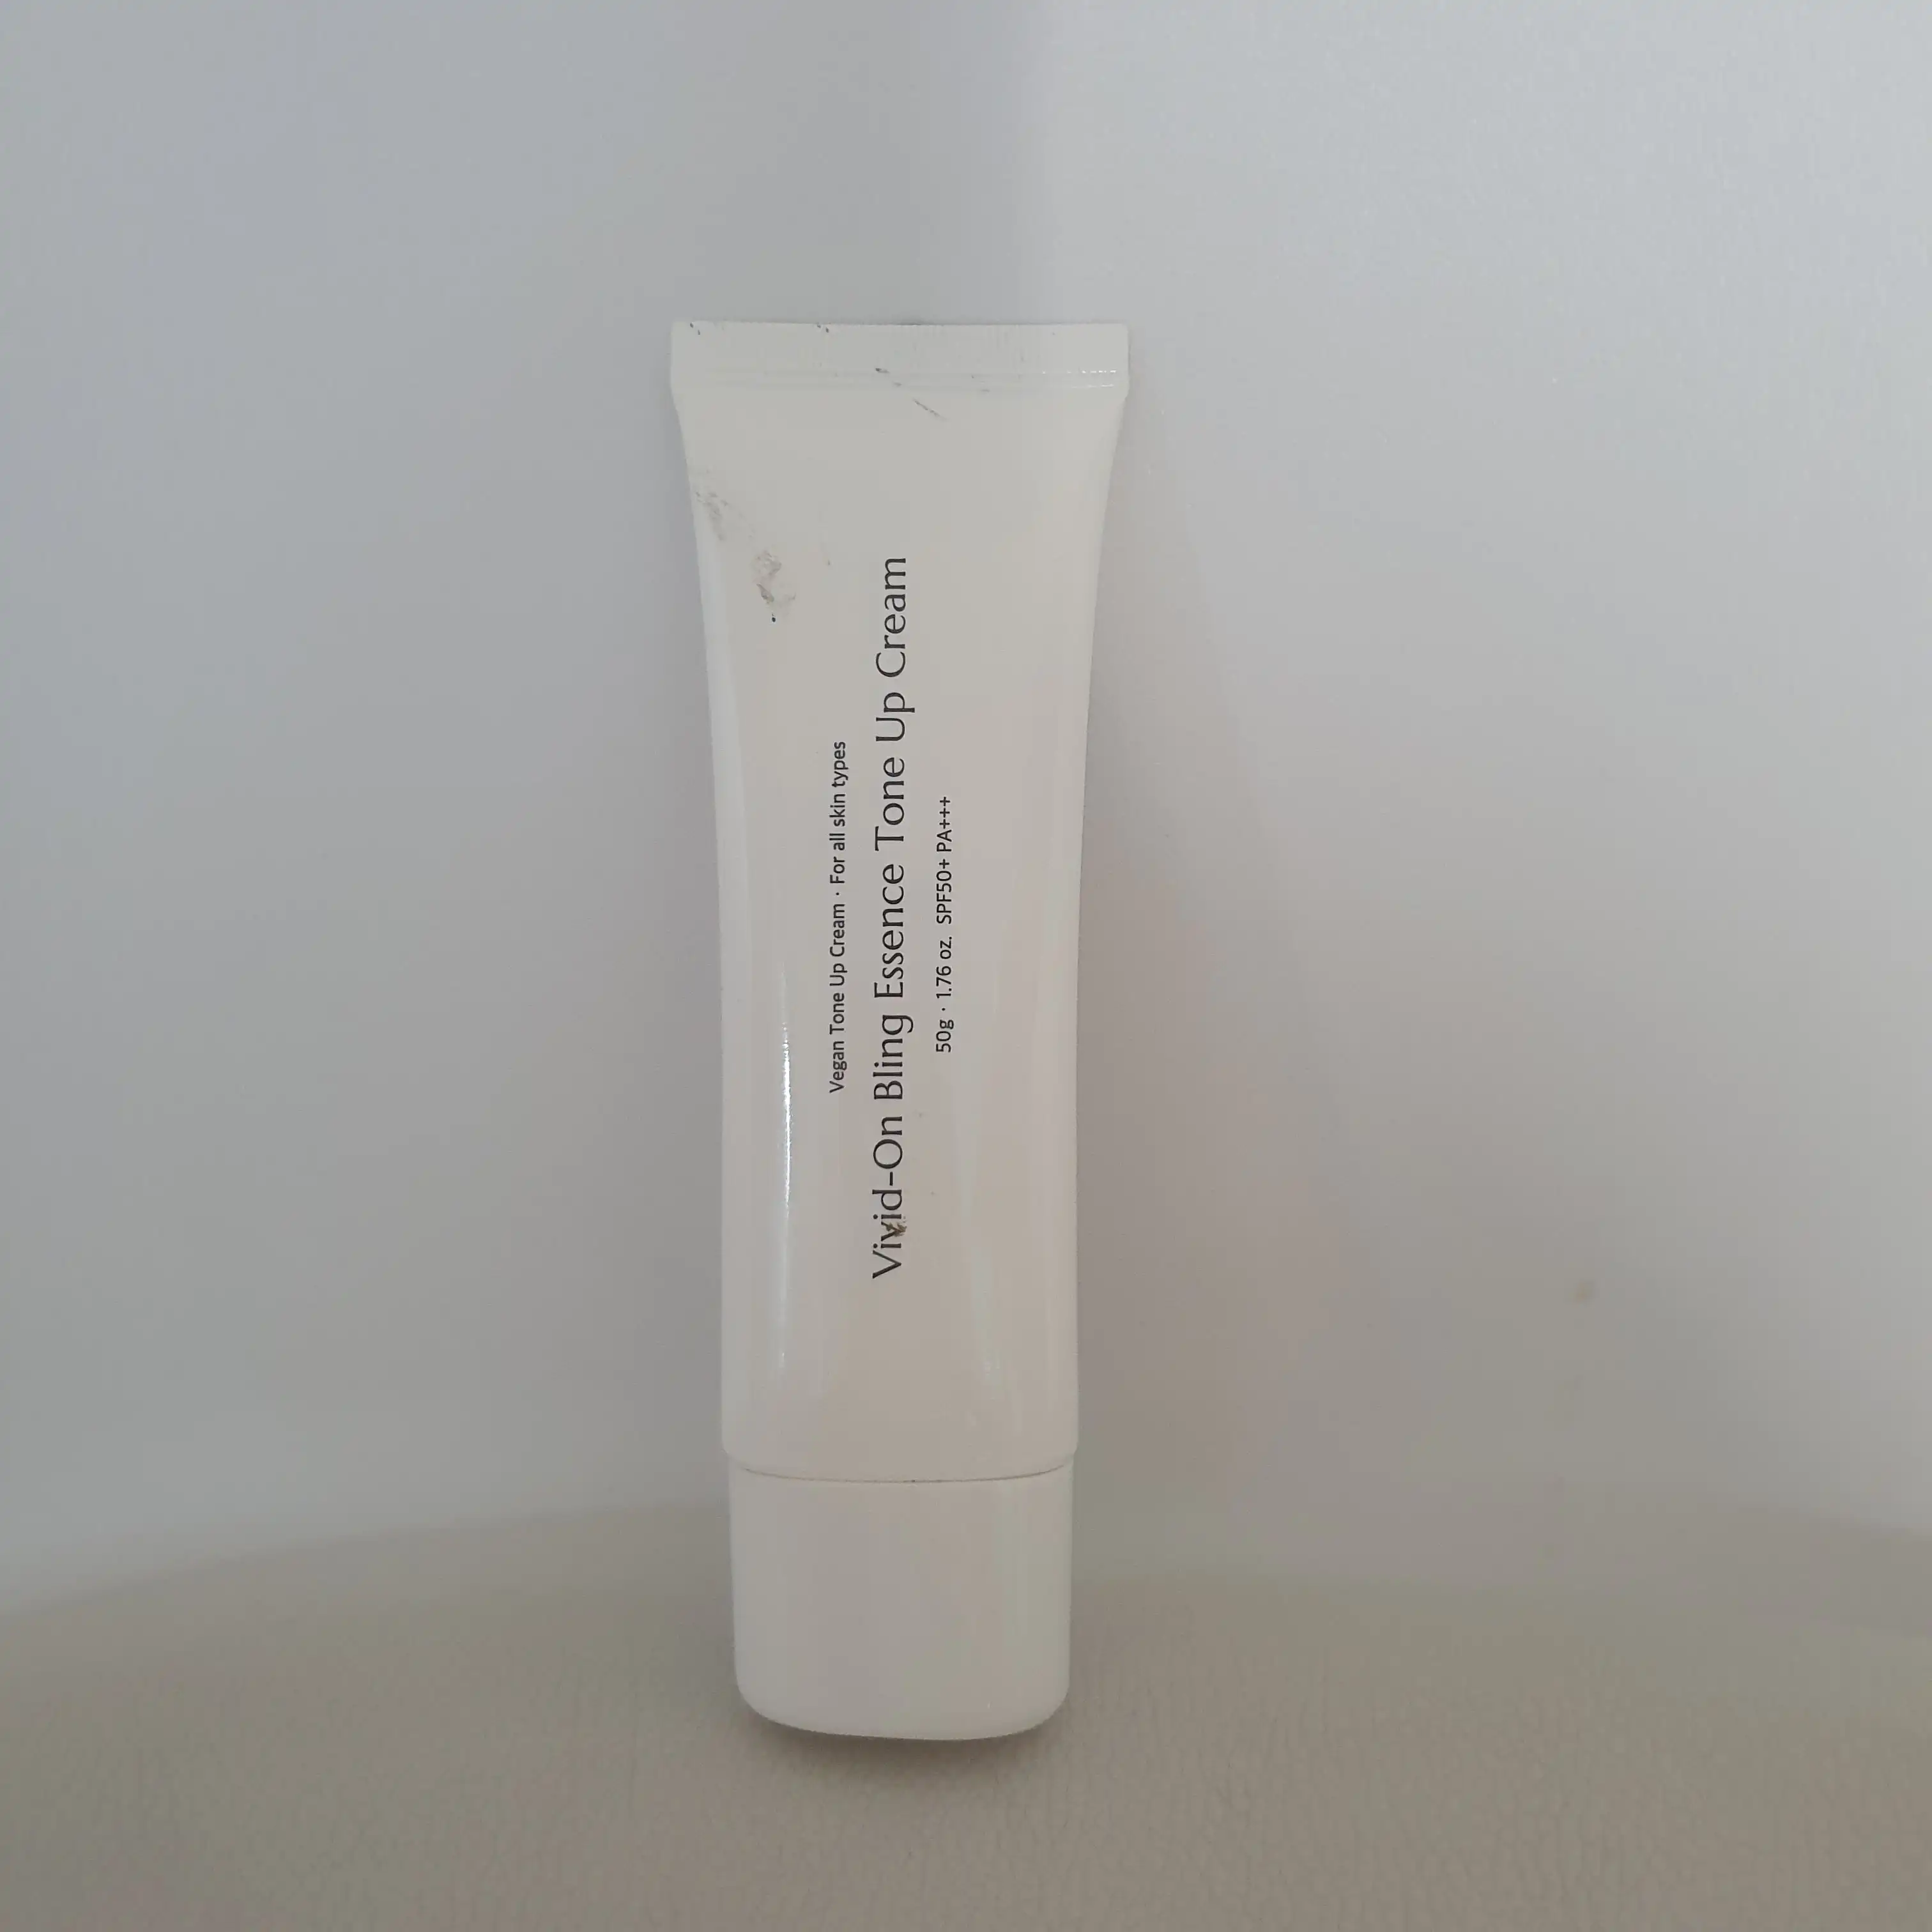 Vegan Tone Up Cream · For all skin types
Vivid-On Bling Essence Tone Up Cream
50g · 1.76 oz. SPF50+ PA+++